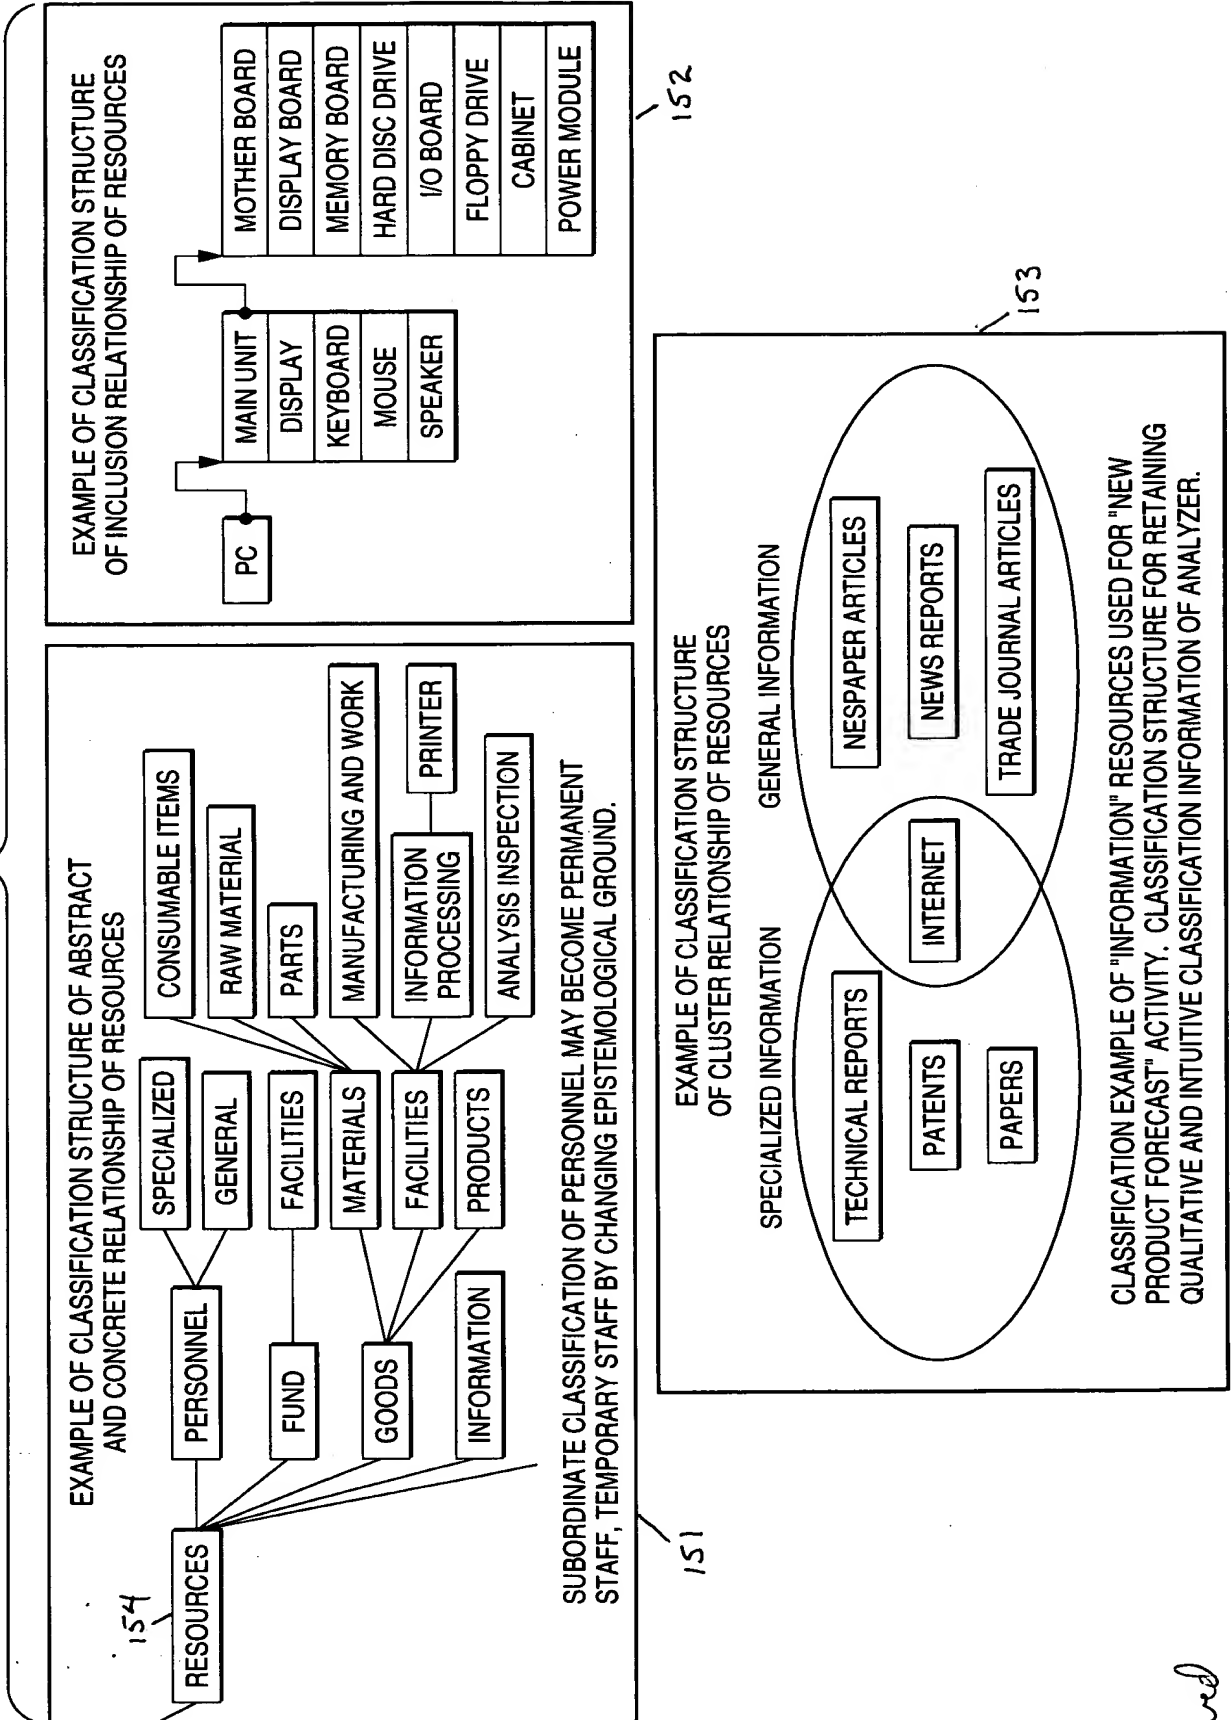 EXAMPLE OF CLASSIFICATION STRUCTURE OF ABSTRACT
AND CONCRETE RELATIONSHIP OF RESOURCES
154
RESOURCES
PERSONNEL
FUND
GOODS
INFORMATION
SPECIALIZED
GENERAL
FACILITIES
MATERIALS
FACILITIES
PRODUCTS
CONSUMABLE ITEMS
RAW MATERIAL
PARTS
MANUFACTURING AND WORK
INFORMATION
PROCESSING
PRINTER
ANALYSIS INSPECTION
SUBORDINATE CLASSIFICATION OF PERSONNEL MAY BECOME PERMANENT
STAFF, TEMPORARY STAFF BY CHANGING EPISTEMOLOGICAL GROUND.
151
EXAMPLE OF CLASSIFICATION STRUCTURE
OF INCLUSION RELATIONSHIP OF RESOURCES
PC
MAIN UNIT
DISPLAY
KEYBOARD
MOUSE
SPEAKER
MOTHER BOARD
DISPLAY BOARD
MEMORY BOARD
HARD DISC DRIVE
I/O BOARD
FLOPPY DRIVE
CABINET
POWER MODULE
152
EXAMPLE OF CLASSIFICATION STRUCTURE
OF CLUSTER RELATIONSHIP OF RESOURCES
SPECIALIZED INFORMATION
GENERAL INFORMATION
TECHNICAL REPORTS
PATENTS
PAPERS
INTERNET
NESPAPER ARTICLES
NEWS REPORTS
TRADE JOURNAL ARTICLES
CLASSIFICATION EXAMPLE OF "INFORMATION" RESOURCES USED FOR "NEW
PRODUCT FORECAST" ACTIVITY. CLASSIFICATION STRUCTURE FOR RETAINING
QUALITATIVE AND INTUITIVE CLASSIFICATION INFORMATION OF ANALYZER.
153